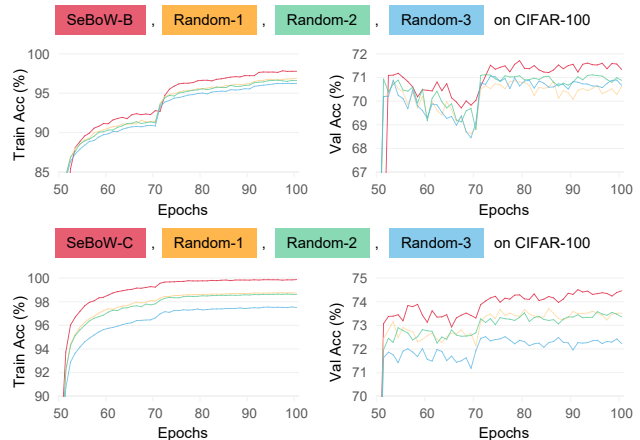 SeBoW-B , Random-1 , Random-2 , Random-3 on CIFAR-100
Train Acc (%)
100
95
90
85
50 60 70 80 90 100
Epochs
Val Acc (%)
72
71
70
69
68
67
50 60 70 80 90 100
Epochs
SeBoW-C , Random-1 , Random-2 , Random-3 on CIFAR-100
Train Acc (%)
100
98
96
94
92
90
50 60 70 80 90 100
Epochs
Val Acc (%)
75
74
73
72
71
70
50 60 70 80 90 100
Epochs